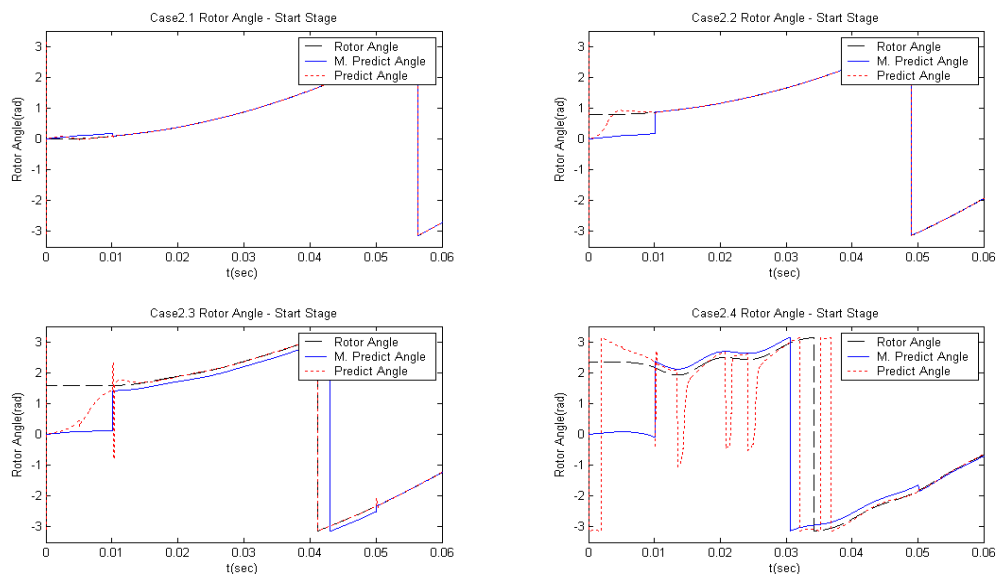 Case2.1 Rotor Angle - Start Stage
Rotor Angle
M. Predict Angle
Predict Angle
Rotor Angle(rad)
3
2
1
0
-1
-2
-3
0 0.01 0.02 0.03 0.04 0.05 0.06
t(sec)
Case2.2 Rotor Angle - Start Stage
Rotor Angle
M. Predict Angle
Predict Angle
Rotor Angle(rad)
3
2
1
0
-1
-2
-3
0 0.01 0.02 0.03 0.04 0.05 0.06
t(sec)
Case2.3 Rotor Angle - Start Stage
Rotor Angle
M. Predict Angle
Predict Angle
Rotor Angle(rad)
3
2
1
0
-1
-2
-3
0 0.01 0.02 0.03 0.04 0.05 0.06
t(sec)
Case2.4 Rotor Angle - Start Stage
Rotor Angle
M. Predict Angle
Predict Angle
Rotor Angle(rad)
3
2
1
0
-1
-2
-3
0 0.01 0.02 0.03 0.04 0.05 0.06
t(sec)